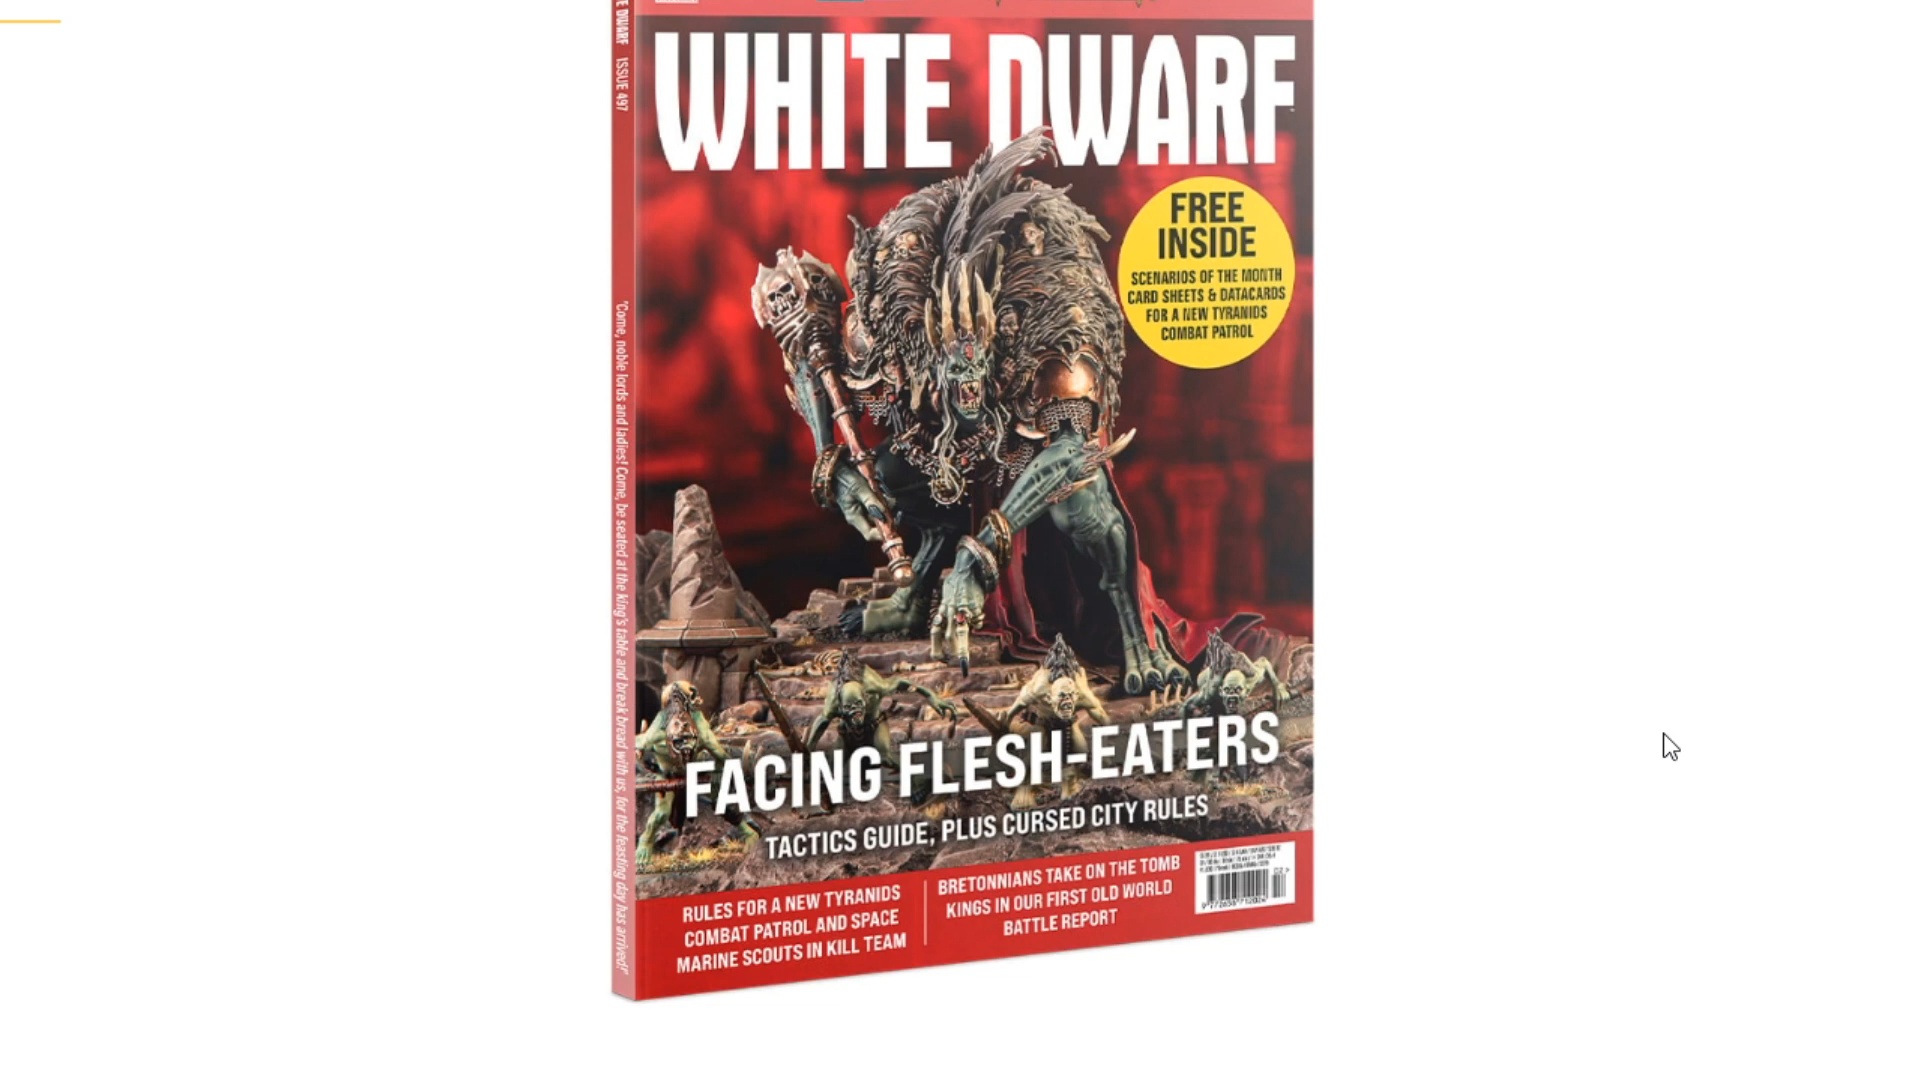 WHITE DWARF
FREE
INSIDE
SCENARIOS OF THE MONTH
CARD SHEETS & DATACARDS
FOR A NEW TYRANIDS
COMBAT PATROL
FACING FLESH-EATERS
TACTICS GUIDE, PLUS CURSED CITY RULES
RULES FOR A NEW TYRANIDS
COMBAT PATROL AND SPACE
MARINE SCOUTS IN KILL TEAM
BRETONNIANS TAKE ON THE TOMB
KINGS IN OUR FIRST OLD WORLD
BATTLE REPORT
02>
DWARF ISSUE 497
'Come, noble lords and ladies! Come, be seated at the king's table and break bread with us, for the feasting day has arrived!'